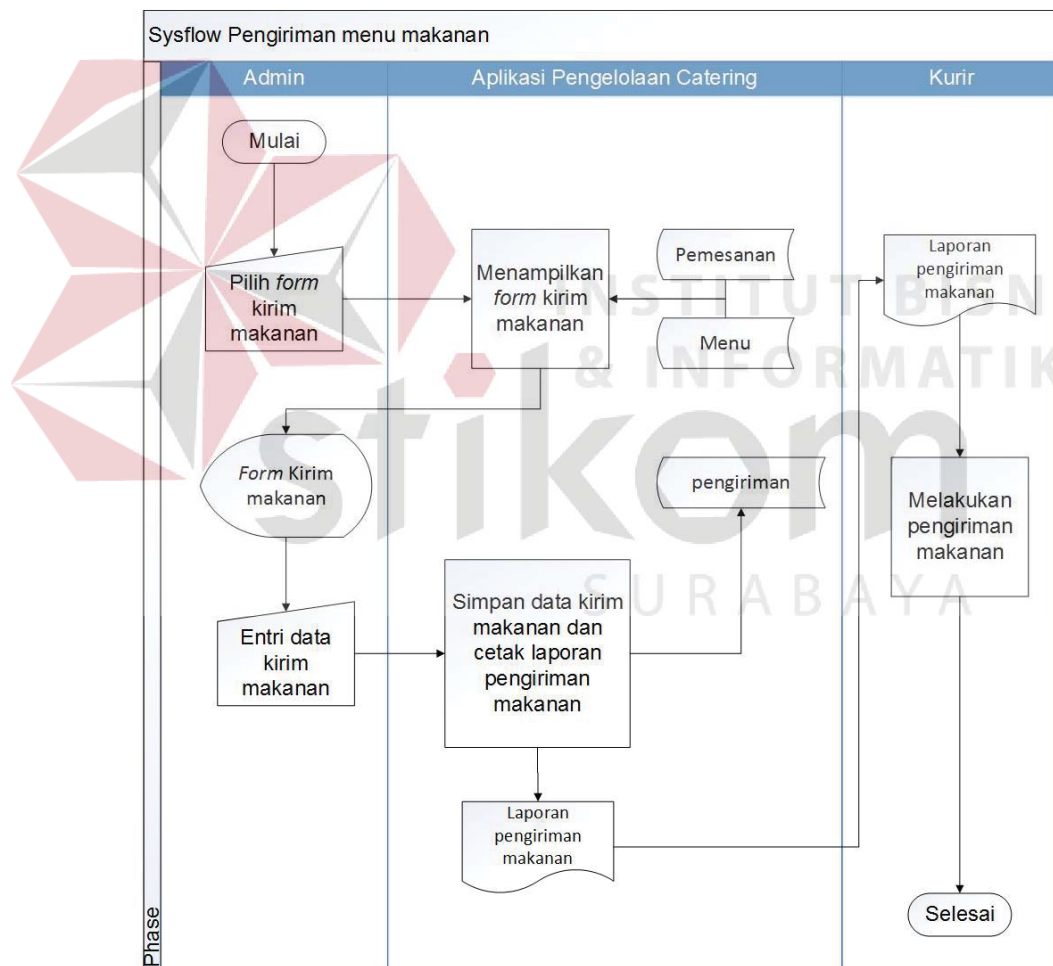 Sysflow Pengiriman menu makanan
Admin
Aplikasi Pengelolaan Catering
Kurir
Mulai
Pilih form
kirim
makanan
Menampilkan
form kirim
makanan
Pemesanan
Menu
Laporan
pengiriman
makanan
INSTITUT BISN
& INFORMATIK
stikom
SURABAYA
Form Kirim
makanan
pengiriman
Melakukan
pengiriman
makanan
Entri data
kirim
makanan
Simpan data kirim
makanan dan
cetak laporan
pengiriman
makanan
Laporan
pengiriman
makanan
Selesai
Phase